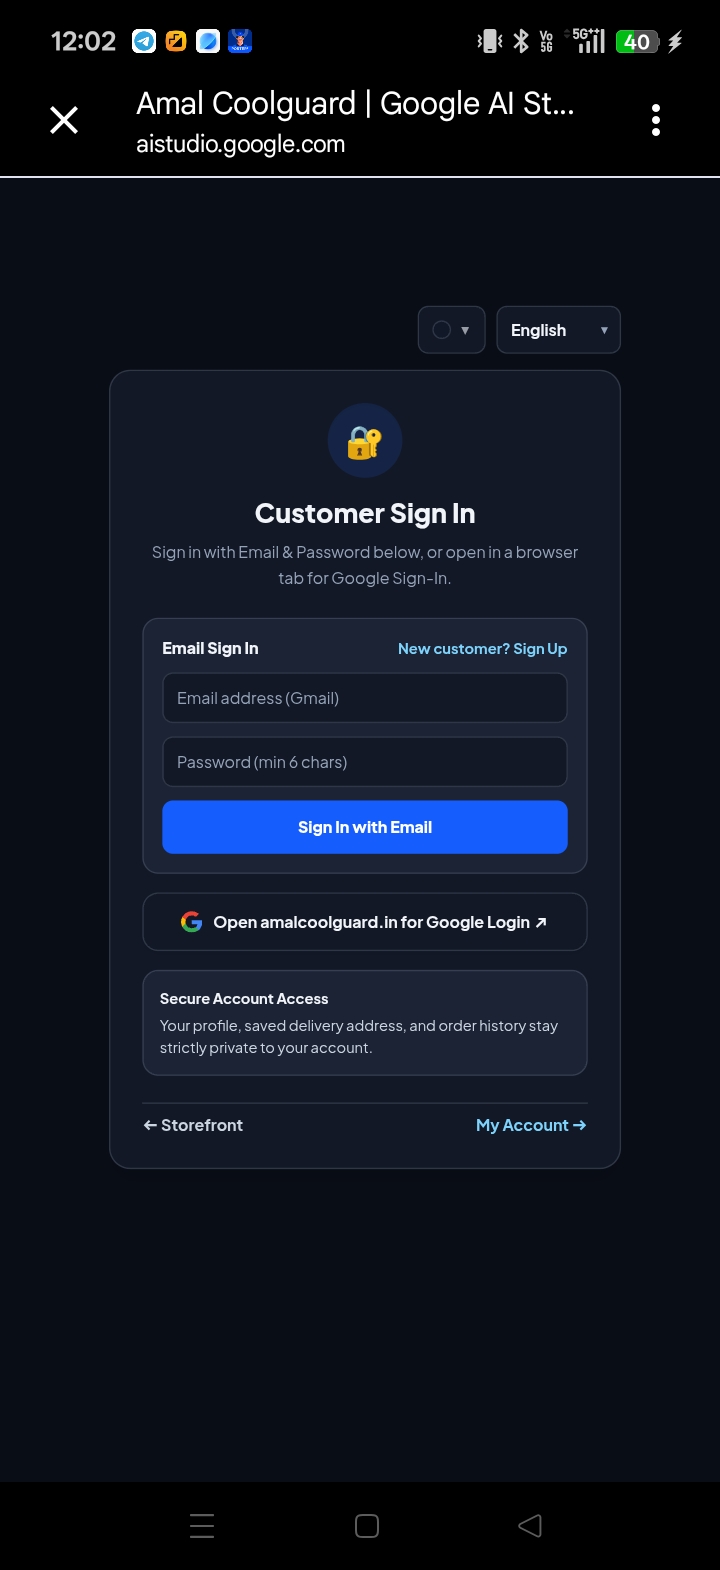 12:02
Vo 5G
5G++
40
Amal Coolguard | Google AI St...
aistudio.google.com
English
Customer Sign In
Sign in with Email & Password below, or open in a browser
tab for Google Sign-In.
Email Sign In
New customer? Sign Up
Email address (Gmail)
Password (min 6 chars)
Sign In with Email
Open amalcoolguard.in for Google Login ↗
Secure Account Access
Your profile, saved delivery address, and order history stay
strictly private to your account.
← Storefront
My Account →